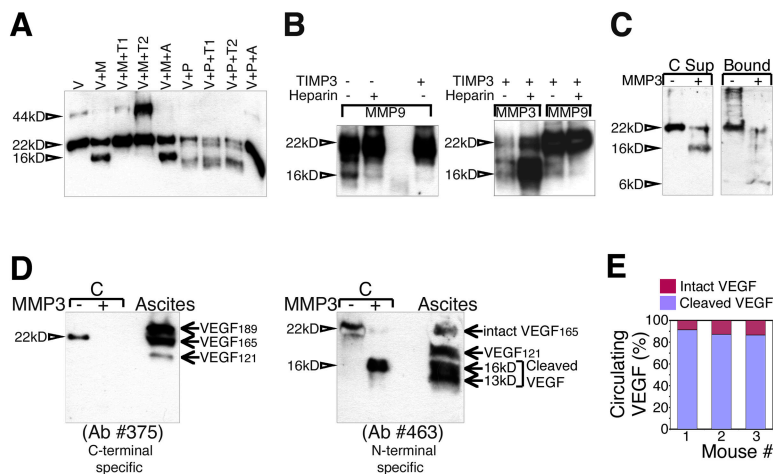 A
V
V+M
V+M+T1
V+M+T2
V+M+A
V+P
V+P+T1
V+P+T2
V+P+A
44kD
22kD
16kD
B
TIMP3 - - +
Heparin - +
MMP9
22kD
16kD
TIMP3 + + + +
Heparin - + - +
MMP3 MMP9
22kD
16kD
C
C Sup Bound
MMP3 - + - +
22kD
16kD
6kD
D
C
MMP3 - + Ascites
22kD
VEGF189
VEGF165
VEGF121
(Ab #375)
C-terminal
specific
C
MMP3 - + Ascites
22kD
16kD
intact VEGF165
VEGF121
16kD Cleaved
13kD VEGF
(Ab #463)
N-terminal
specific
E
Intact VEGF
Cleaved VEGF
Circulating
VEGF (%)
100
80
60
40
20
0
1 2 3
Mouse #